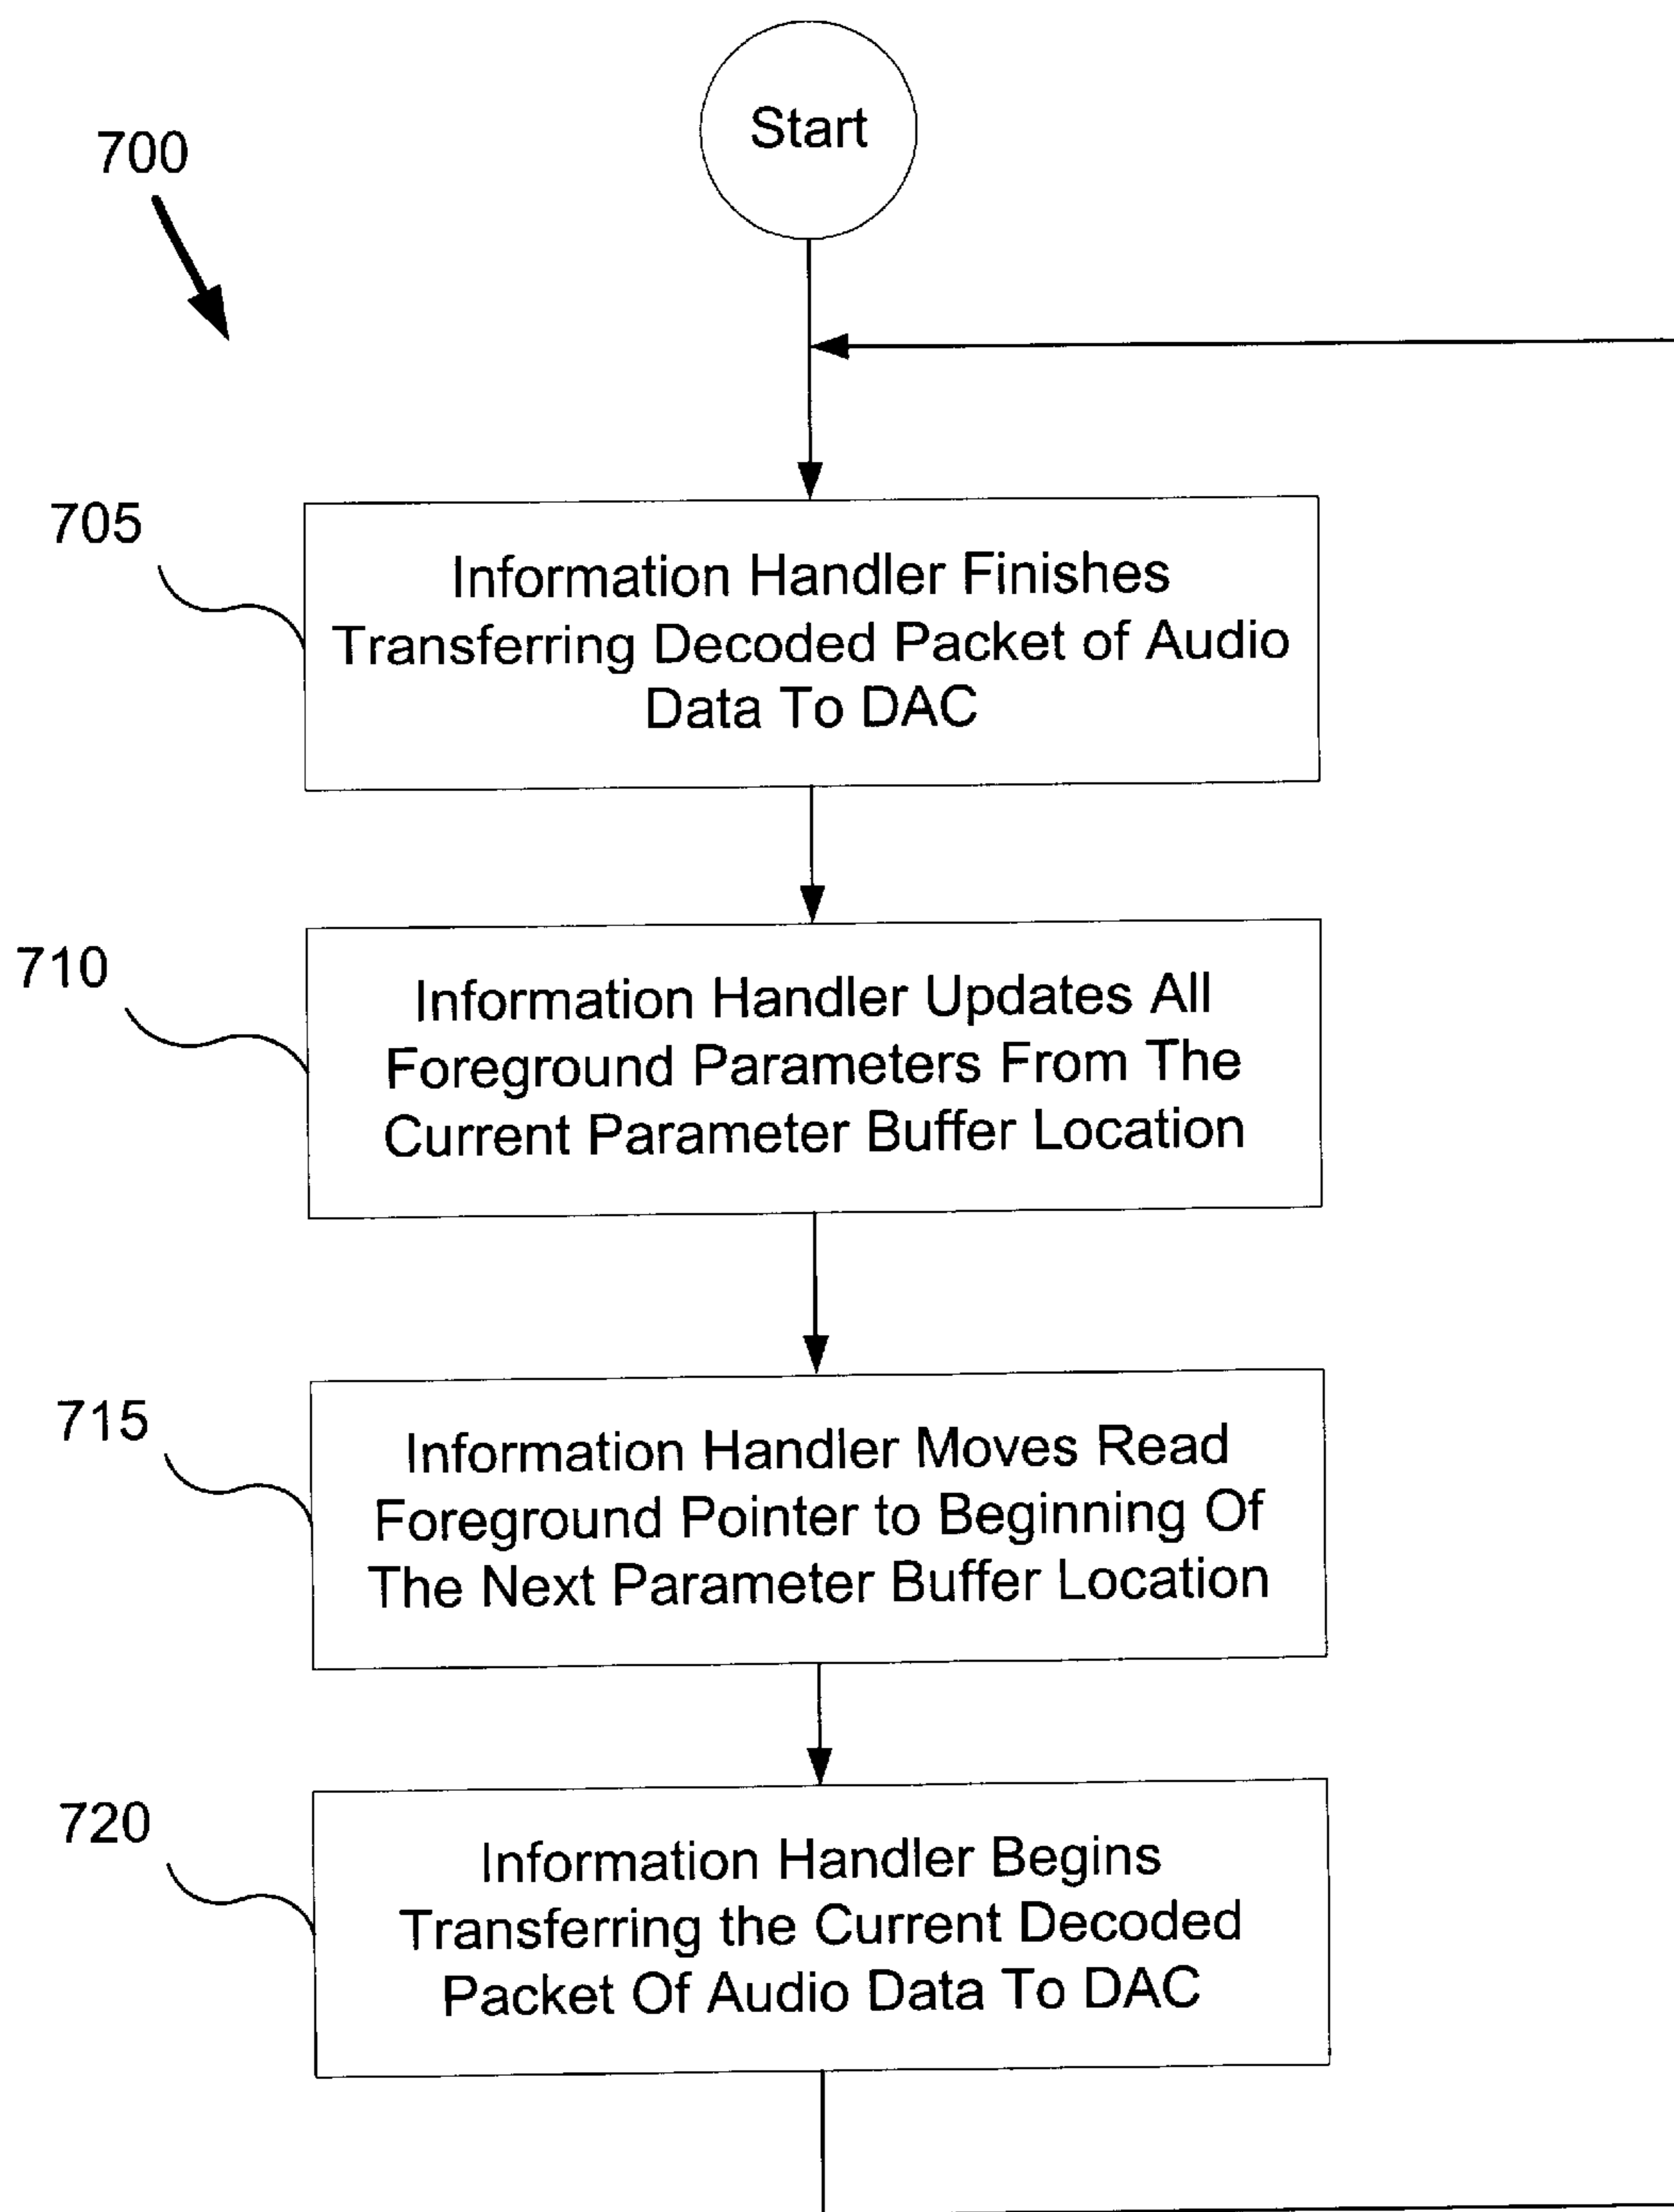 Start
700
705
Information Handler Finishes
Transferring Decoded Packet of Audio
Data To DAC
710
Information Handler Updates All
Foreground Parameters From The
Current Parameter Buffer Location
715
Information Handler Moves Read
Foreground Pointer to Beginning Of
The Next Parameter Buffer Location
720
Information Handler Begins
Transferring the Current Decoded
Packet Of Audio Data To DAC